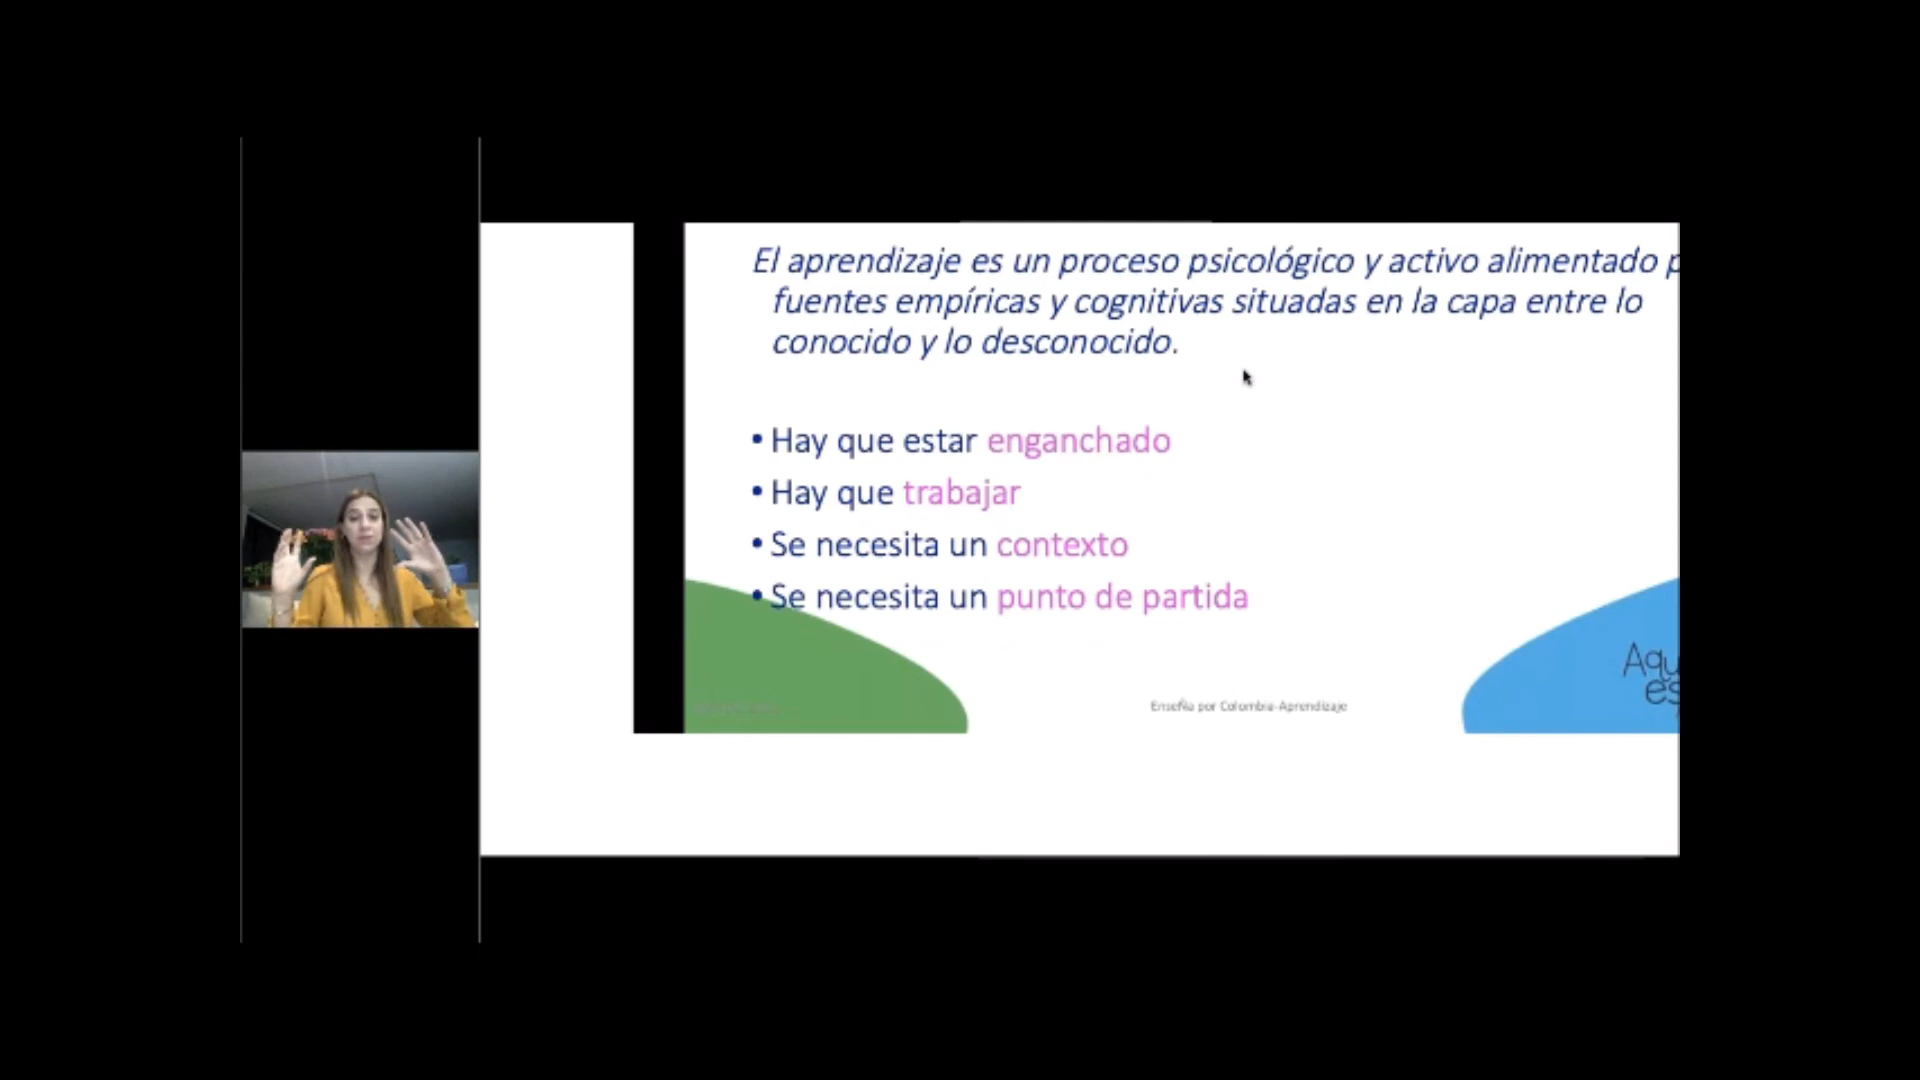 El aprendizaje es un proceso psicológico y activo alimentado
fuentes empíricas y cognitivas situadas en la capa entre lo
conocido y lo desconocido.
• Hay que estar enganchado
• Hay que trabajar
• Se necesita un contexto
• Se necesita un punto de partida
Enseña por Colombia-Aprendizaje